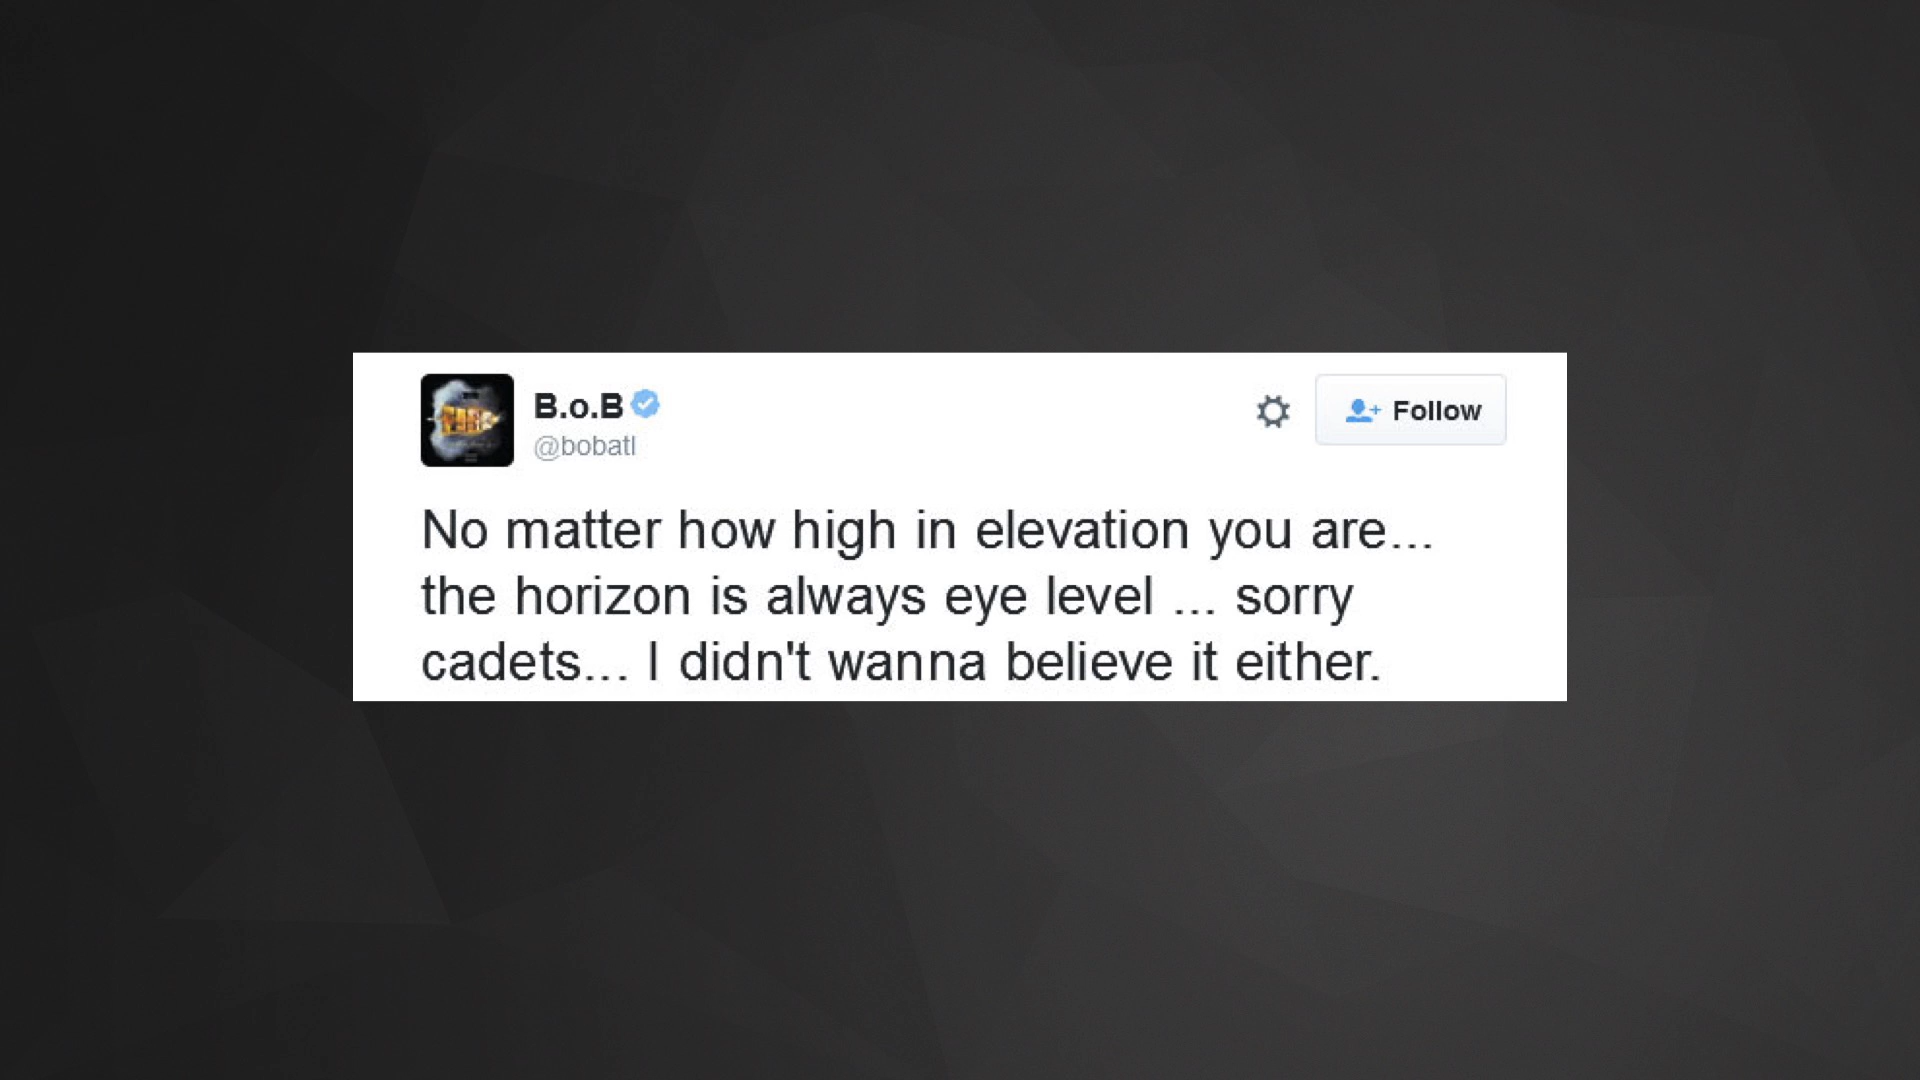 B.o.B
@bobatl
Follow
No matter how high in elevation you are...
the horizon is always eye level ... sorry
cadets... I didn't wanna believe it either.